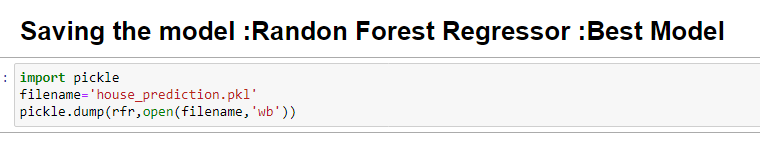 Saving the model :Randon Forest Regressor :Best Model
: import pickle
filename='house_prediction.pkl'
pickle.dump(rfr,open(filename,'wb'))